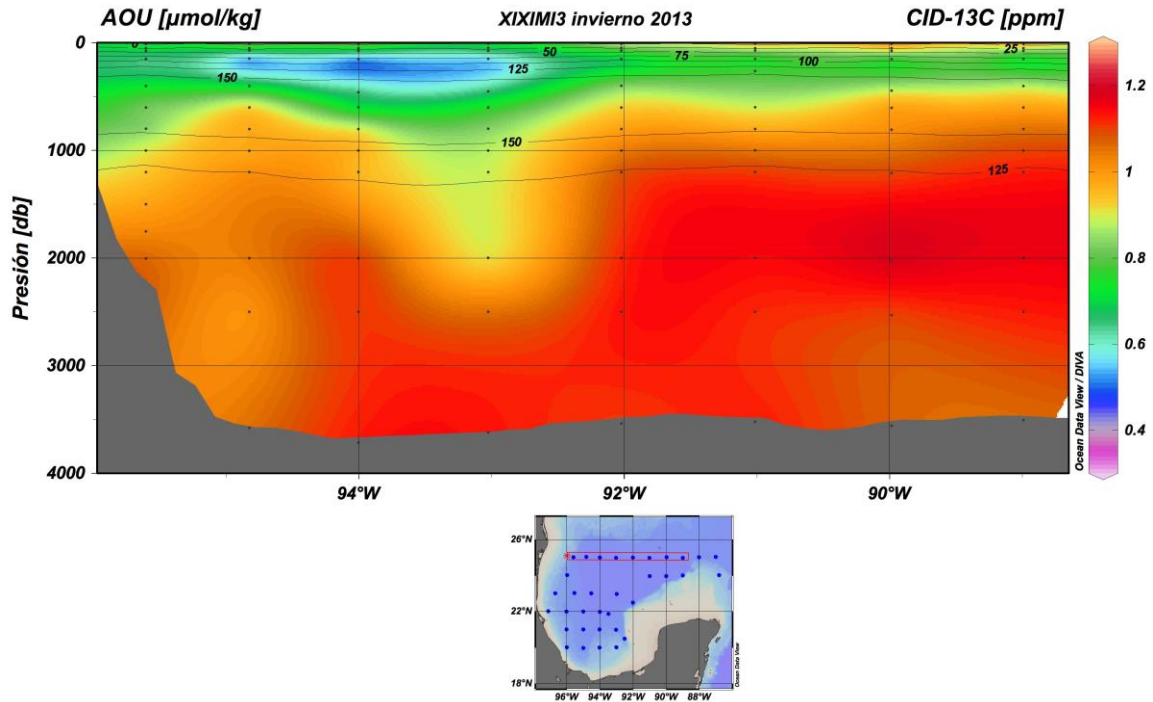 AOU [µmol/kg] XIXIMI3 invierno 2013 CID-13C [ppm]
0
1000
2000
3000
4000
Presión [db]
0 50 75 100 25
150 125
150
125
94°W 92°W 90°W
1.2
1
0.8
0.6
0.4
Ocean Data View / DIVA
26°N
22°N
18°N
96°W 94°W 92°W 90°W 88°W
Ocean Data View